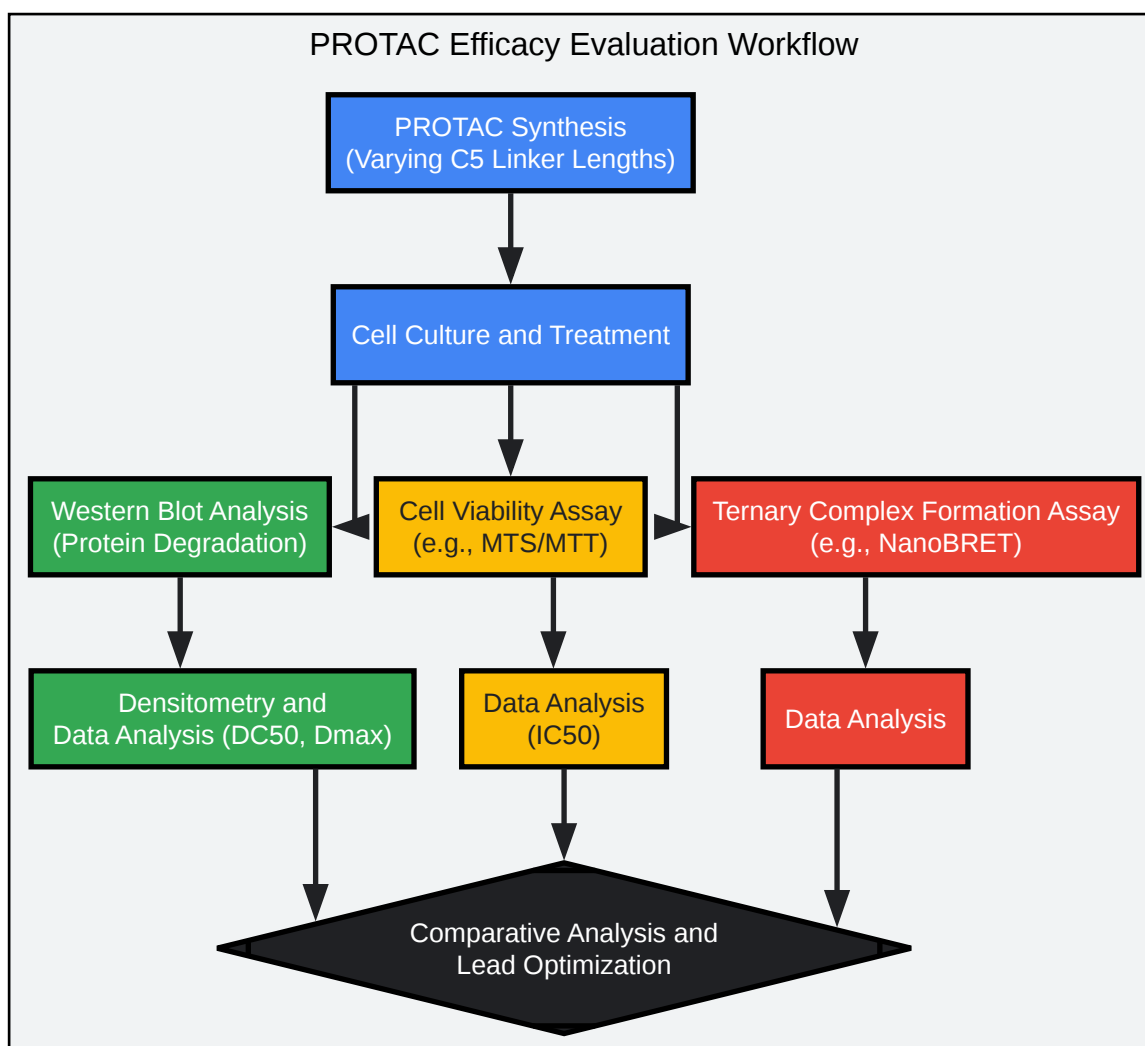 PROTAC Efficacy Evaluation Workflow
PROTAC Synthesis
(Varying C5 Linker Lengths)
Cell Culture and Treatment
Western Blot Analysis
(Protein Degradation)
Cell Viability Assay
(e.g., MTS/MTT)
Ternary Complex Formation Assay
(e.g., NanoBRET)
Densitometry and
Data Analysis (DC50, Dmax)
Data Analysis
(IC50)
Data Analysis
Comparative Analysis and
Lead Optimization